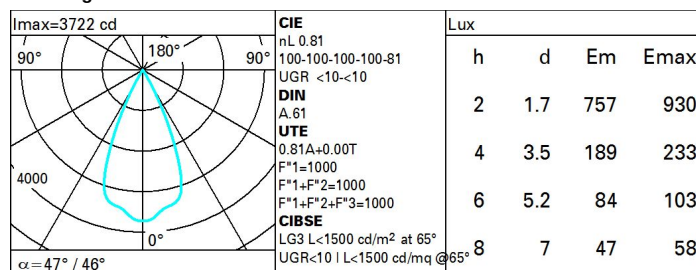 Imax=3722 cd
90° 180° 90°
4000
0°
α=47° / 46°
CIE
nL 0.81
100-100-100-100-81
UGR <10-<10
DIN
A.61
UTE
0.81A+0.00T
F"1=1000
F"1+F"2=1000
F"1+F"2+F"3=1000
CIBSE
LG3 L<1500 cd/m² at 65°
UGR<10 | L<1500 cd/mq @65°
Lux
h d Em Emax
2 1.7 757 930
4 3.5 189 233
6 5.2 84 103
8 7 47 58